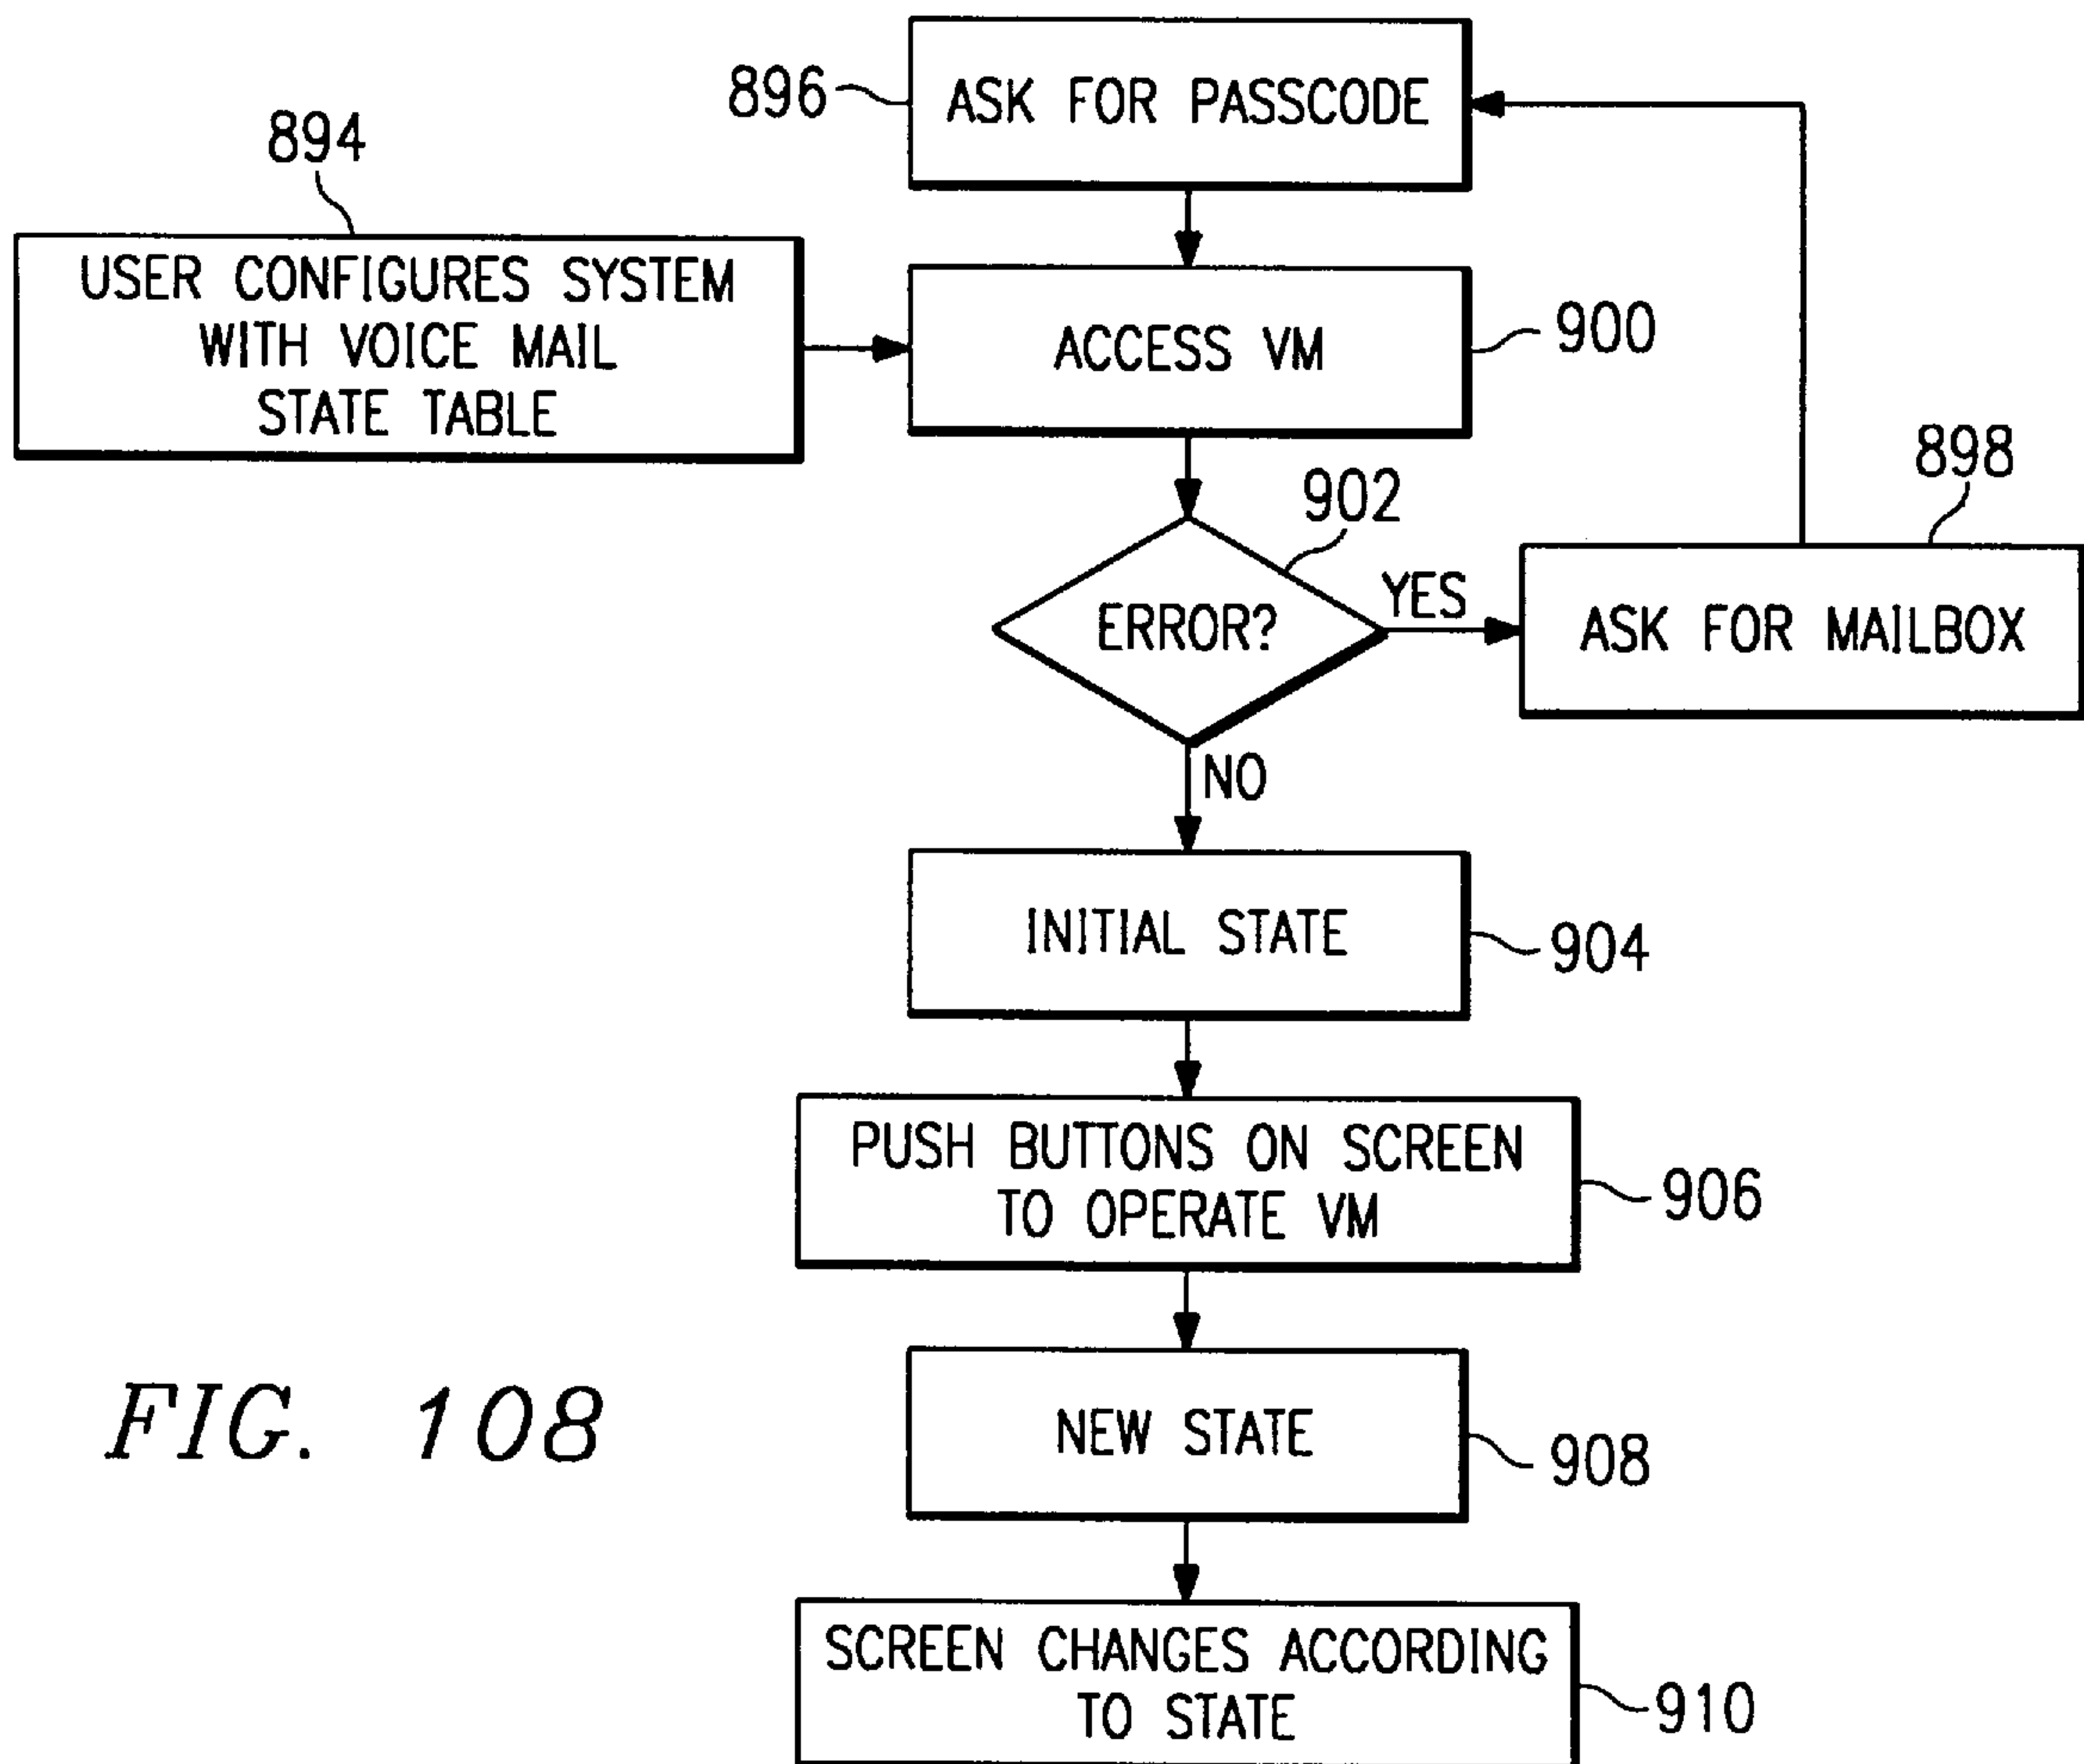 896
ASK FOR PASSCODE
894
USER CONFIGURES SYSTEM
WITH VOICE MAIL
STATE TABLE
ACCESS VM
900
902
ERROR?
YES
898
ASK FOR MAILBOX
NO
INITIAL STATE
904
PUSH BUTTONS ON SCREEN
TO OPERATE VM
906
NEW STATE
908
SCREEN CHANGES ACCORDING
TO STATE
910
FIG. 108